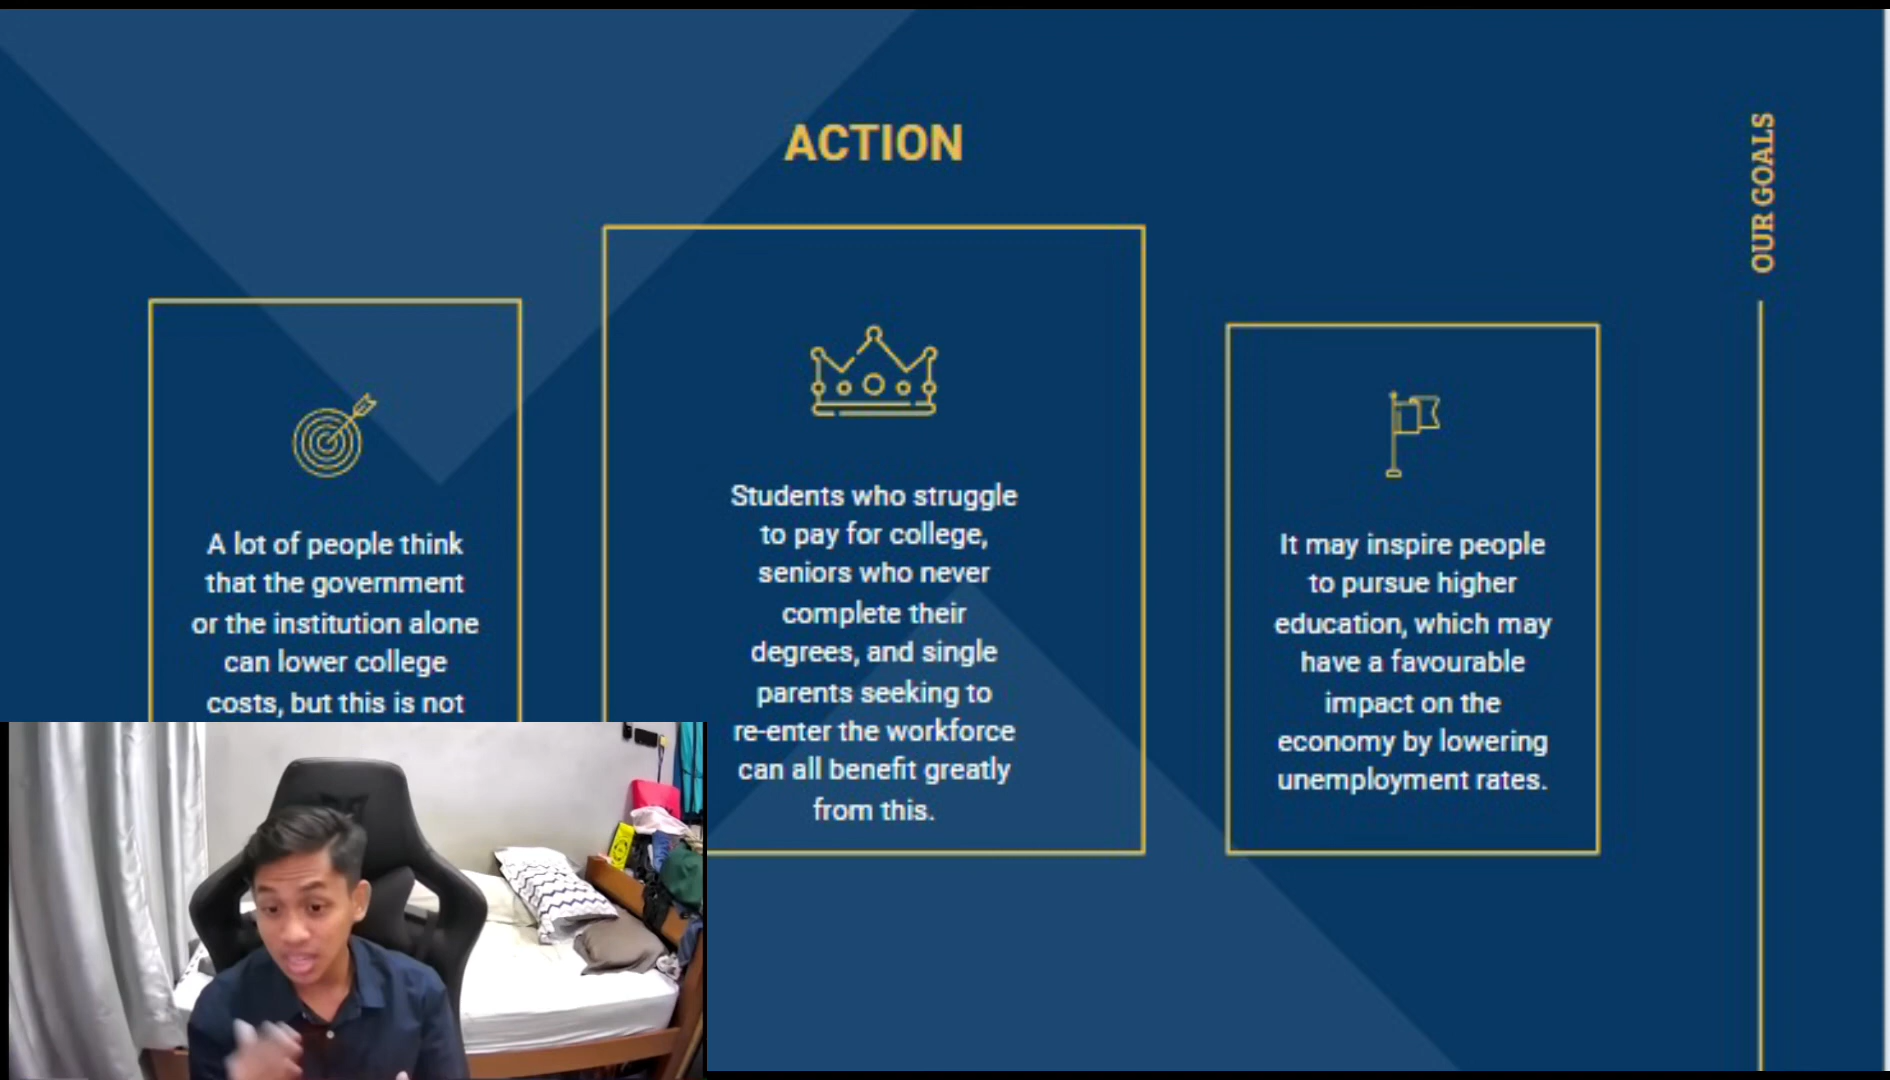 ACTION
OUR GOALS
A lot of people think
that the government
or the institution alone
can lower college
costs, but this is not
Students who struggle
to pay for college,
seniors who never
complete their
degrees, and single
parents seeking to
re-enter the workforce
can all benefit greatly
from this.
It may inspire people
to pursue higher
education, which may
have a favourable
impact on the
economy by lowering
unemployment rates.